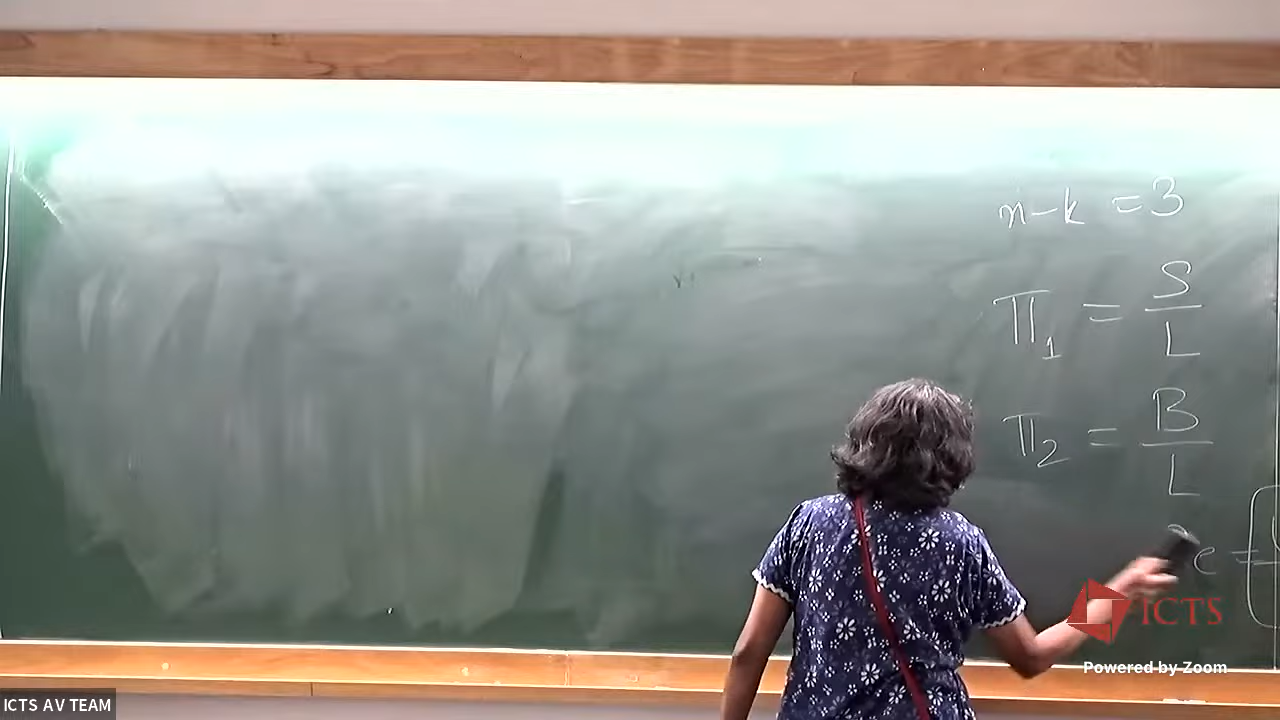 n-k = 3
π₁ = S/L
π₂ = B/L
e =
ICTS
Powered by Zoom
ICTS AV TEAM